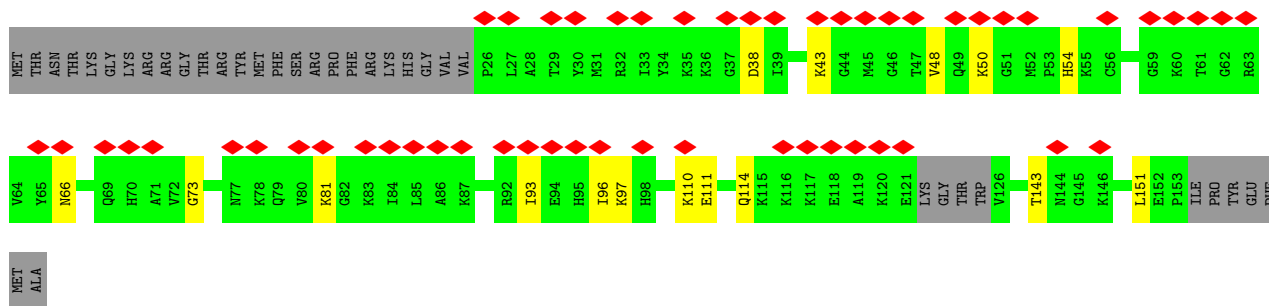 MET THR ASN THR LYS GLY LYS ARG ARG GLY THR ARG TYR MET PHE SER ARG PRO PHE ARG LYS HIS GLY VAL VAL P26 L27 A28 T29 Y30 M31 R32 I33 Y34 K35 K36 G37 D38 I39 K43 G44 M45 G46 T47 V48 Q49 K50 G51 M52 P53 H54 K55 C56 G59 K60 T61 G62 R63
V64 Y65 N66 Q69 H70 A71 V72 G73 N77 K78 Q79 V80 K81 G82 K83 I84 L85 A86 K87 R92 I93 E94 H95 I96 K97 H98 K110 E111 Q114 K115 K116 K117 E118 A119 K120 E121 LYS GLY THR TRP V126 T143 N144 G145 K146 L151 E152 P153 ILE PRO TYR GLU
MET ALA